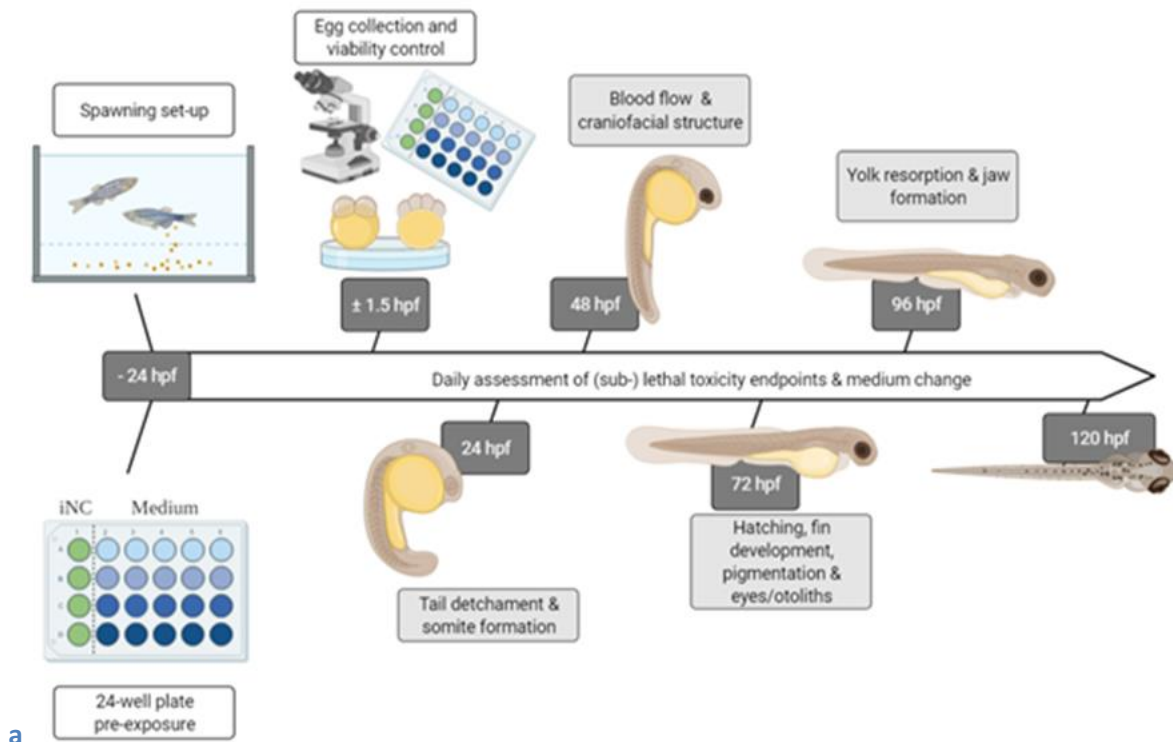 Egg collection and
viability control
Spawning set-up
Blood flow &
craniofacial structure
Yolk resorption & jaw
formation
± 1.5 hpf
48 hpf
96 hpf
- 24 hpf
Daily assessment of (sub-) lethal toxicity endpoints & medium change
24 hpf
72 hpf
120 hpf
iNC Medium
1 2 3 4 5 6
A
B
C
D
Tail detchament &
somite formation
Hatching, fin
development,
pigmentation &
eyes/otoliths
24-well plate
pre-exposure
a